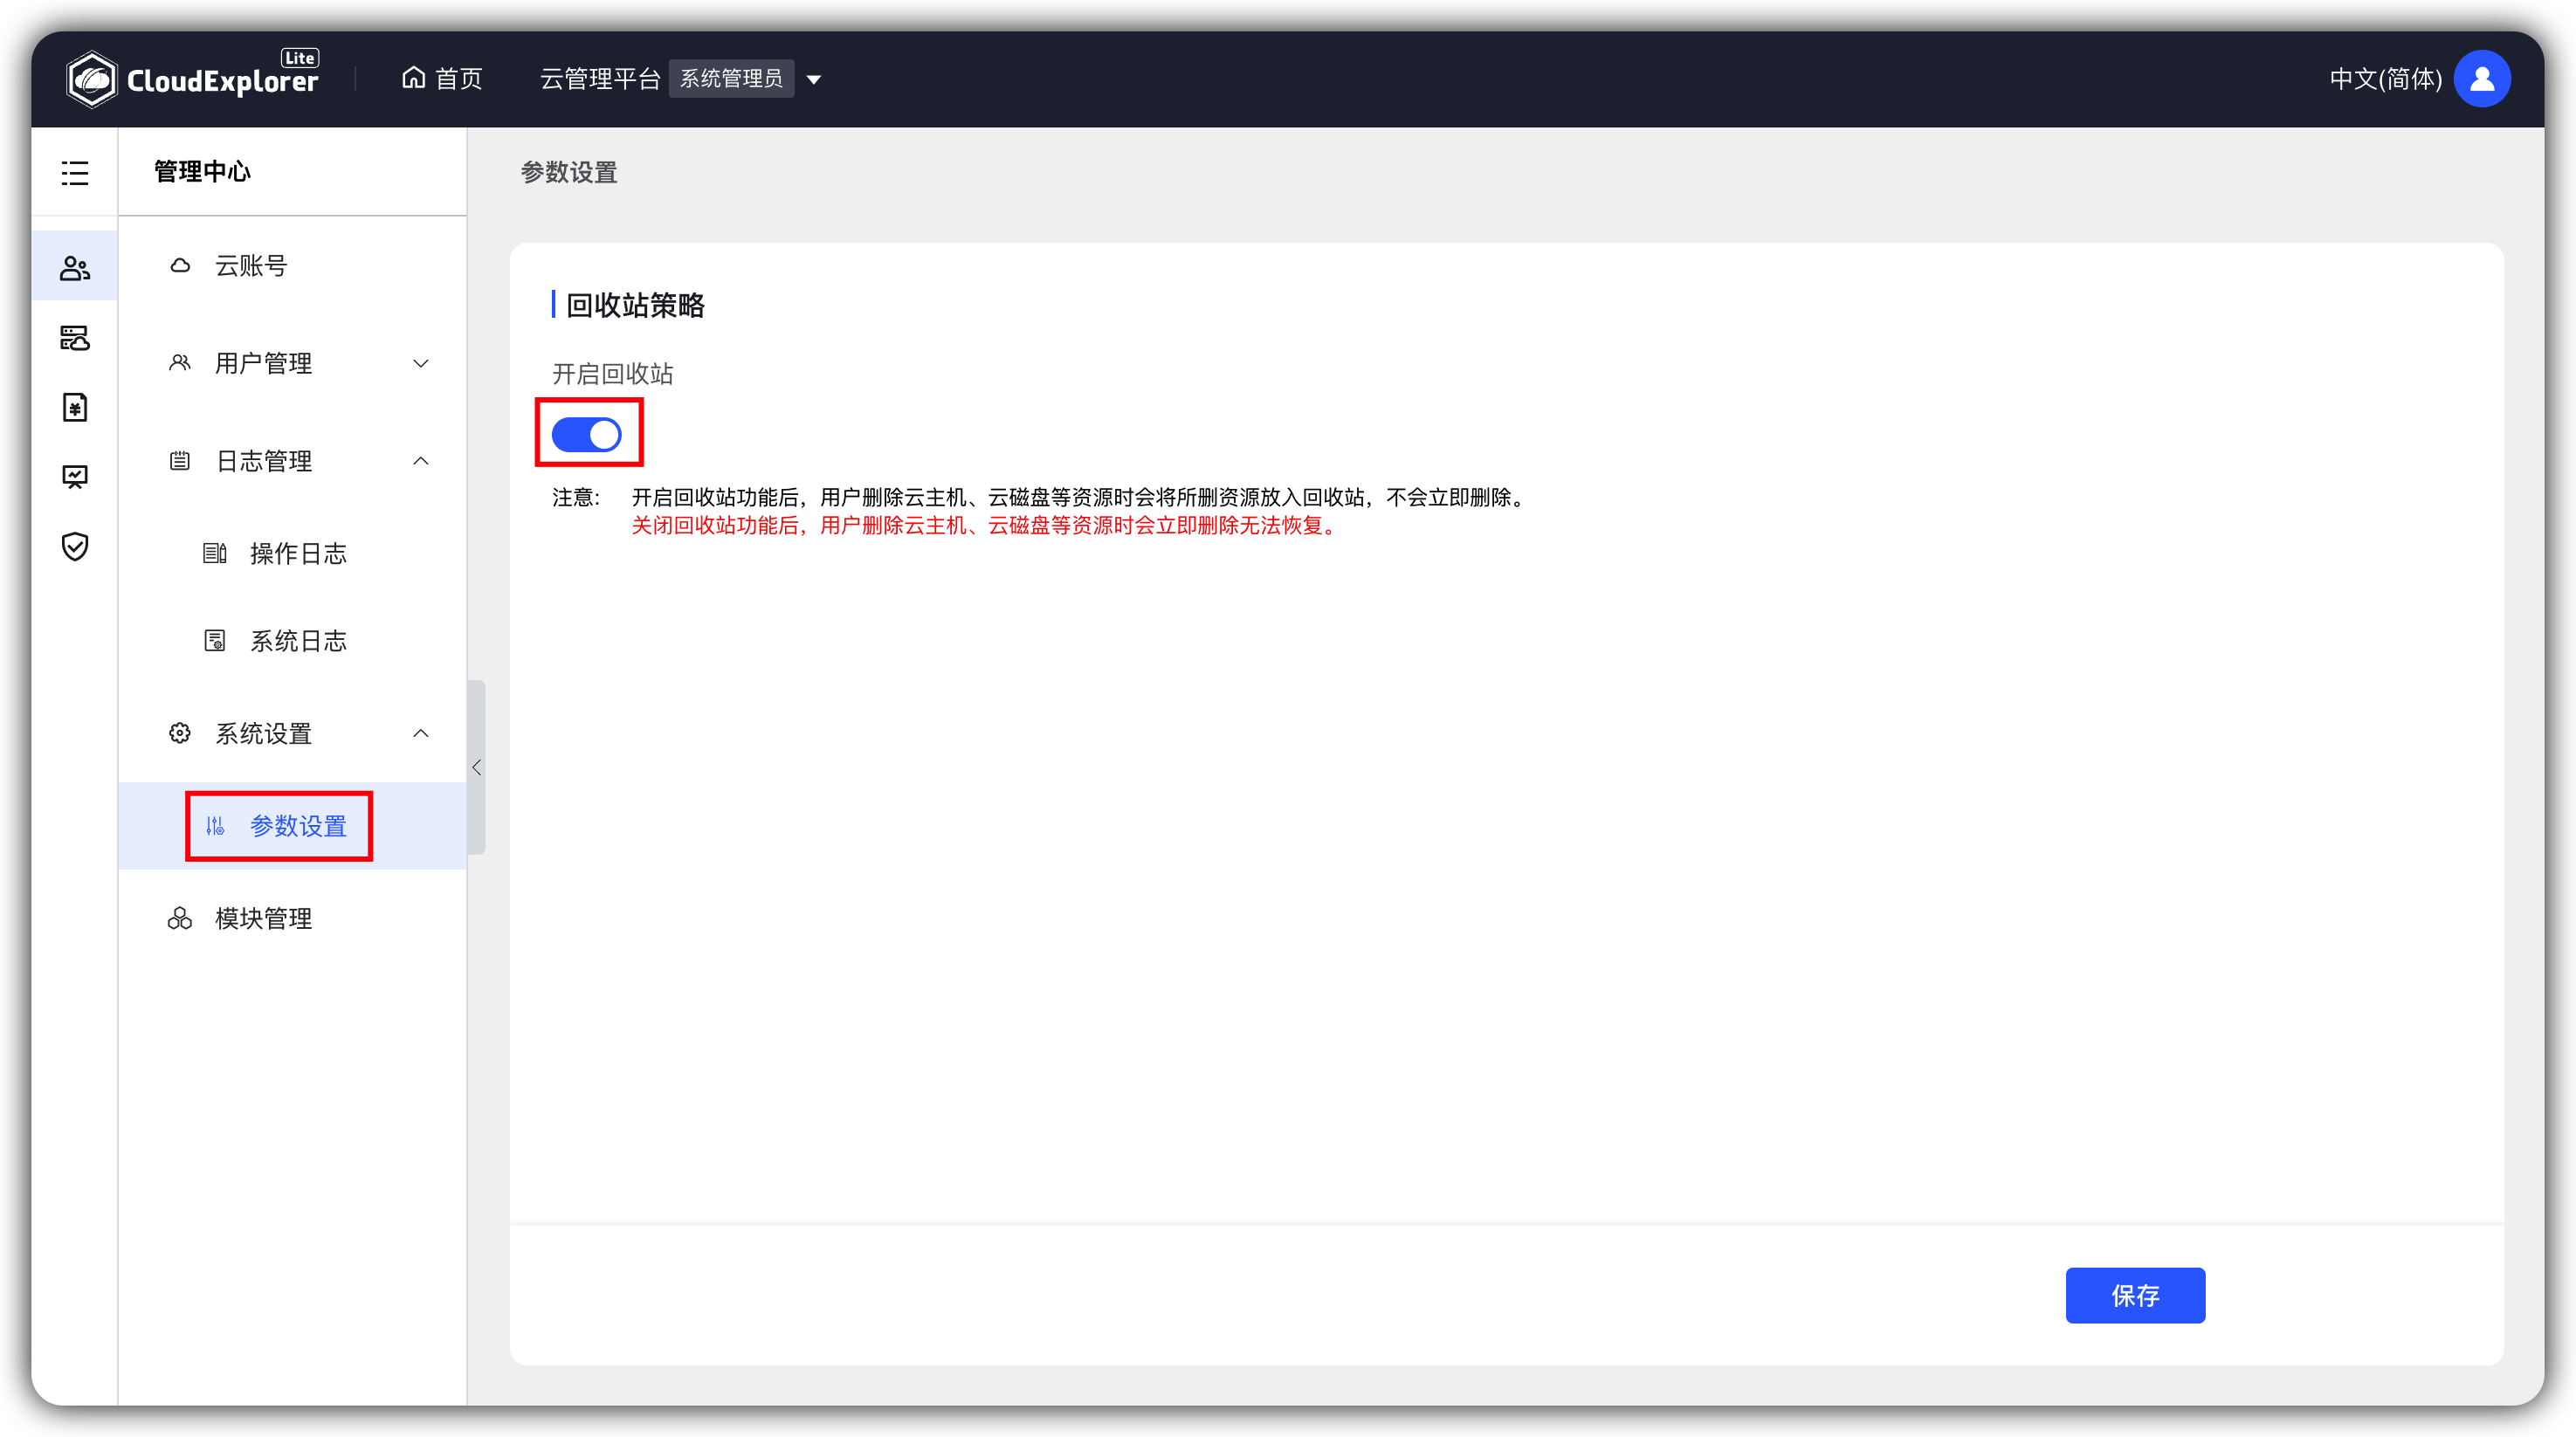 CloudExplorer Lite
首页
云管理平台 系统管理员
中文(简体)
管理中心
云账号
用户管理
日志管理
操作日志
系统日志
系统设置
参数设置
模块管理
参数设置
回收站策略
开启回收站
注意: 开启回收站功能后，用户删除云主机、云磁盘等资源时会将所删资源放入回收站，不会立即删除。
关闭回收站功能后，用户删除云主机、云磁盘等资源时会立即删除无法恢复。
保存